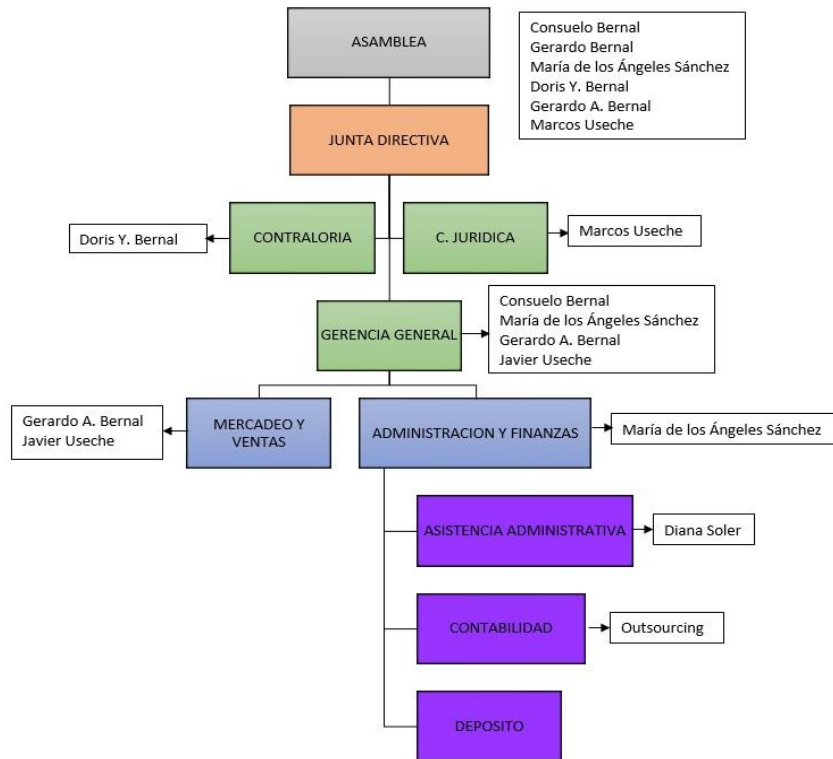 ASAMBLEA
Consuelo Bernal
Gerardo Bernal
María de los Ángeles Sánchez
Doris Y. Bernal
Gerardo A. Bernal
Marcos Useche
JUNTA DIRECTIVA
Doris Y. Bernal
CONTRALORIA
C. JURIDICA
Marcos Useche
GERENCIA GENERAL
Consuelo Bernal
María de los Ángeles Sánchez
Gerardo A. Bernal
Javier Useche
Gerardo A. Bernal
Javier Useche
MERCADEO Y
VENTAS
ADMINISTRACION Y FINANZAS
María de los Ángeles Sánchez
ASISTENCIA ADMINISTRATIVA
Diana Soler
CONTABILIDAD
Outsourcing
DEPOSITO